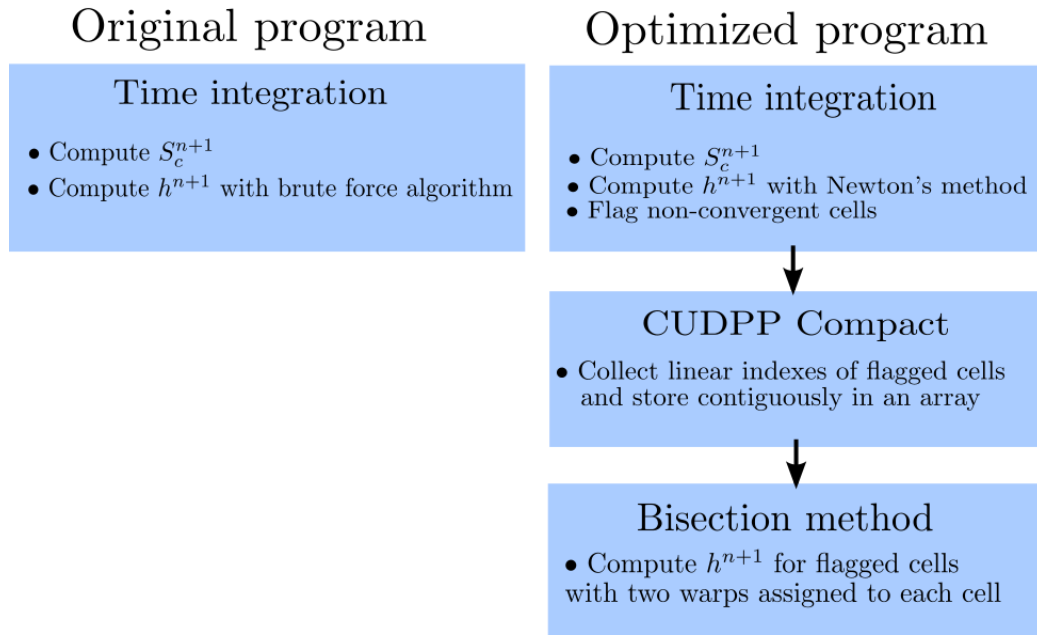 Original program
Time integration
• Compute $S_c^{n+1}$
• Compute $h^{n+1}$ with brute force algorithm
Optimized program
Time integration
• Compute $S_c^{n+1}$
• Compute $h^{n+1}$ with Newton's method
• Flag non-convergent cells
CUDPP Compact
• Collect linear indexes of flagged cells
and store contiguously in an array
Bisection method
• Compute $h^{n+1}$ for flagged cells
with two warps assigned to each cell